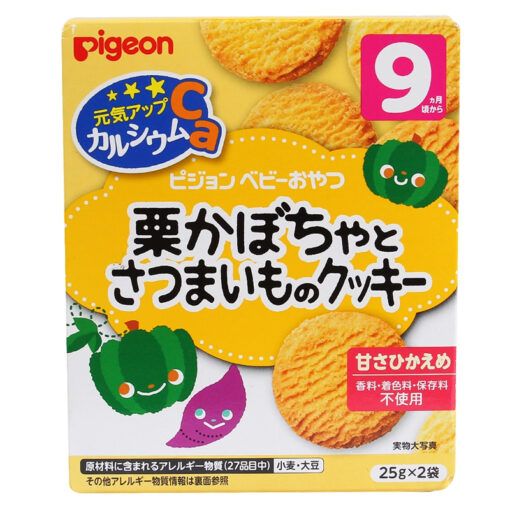 Pigeon
元気アップ
カルシウム
Ca
9
ヵ月
頃から
ピジョン ベビーおやつ
栗かぼちゃと
さつまいものクッキー
甘さひかえめ
香料・着色料・保存料
不使用
実物大写真
原材料に含まれるアレルギー物質(27品目中) 小麦・大豆
その他アレルギー物質情報は裏面参照
25g×2袋